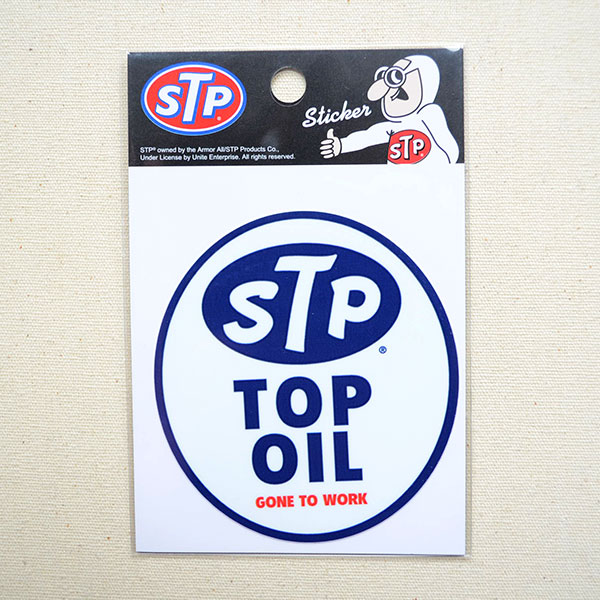 STP®
Sticker
STP
STP® owned by the Armor All/STP Products Co.,
Under License by Unite Enterprise. All rights reserved.
STP®
TOP
OIL
GONE TO WORK